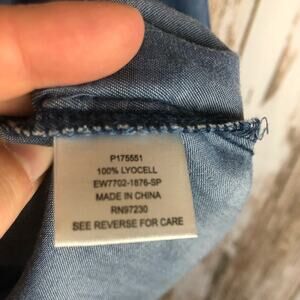 P175551
100% LYOCELL
EW7702-1876-SP
MADE IN CHINA
RN97230
SEE REVERSE FOR CARE